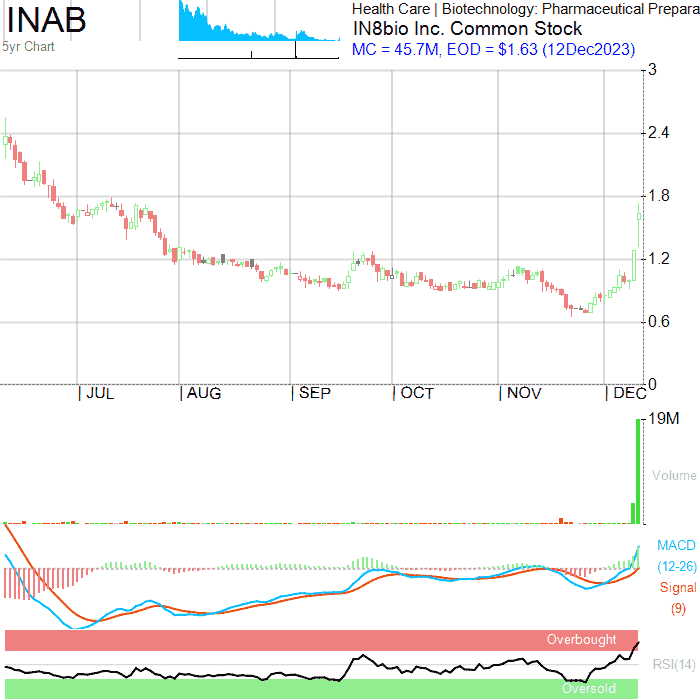 INAB
5yr Chart
Health Care | Biotechnology: Pharmaceutical Prepara
IN8bio Inc. Common Stock
MC = 45.7M, EOD = $1.63 (12Dec2023)
3
2.4
1.8
1.2
0.6
0
| JUL | AUG | SEP | OCT | NOV | DEC
19M
Volume
MACD
(12-26)
Signal
(9)
Overbought
RSI(14)
Oversold